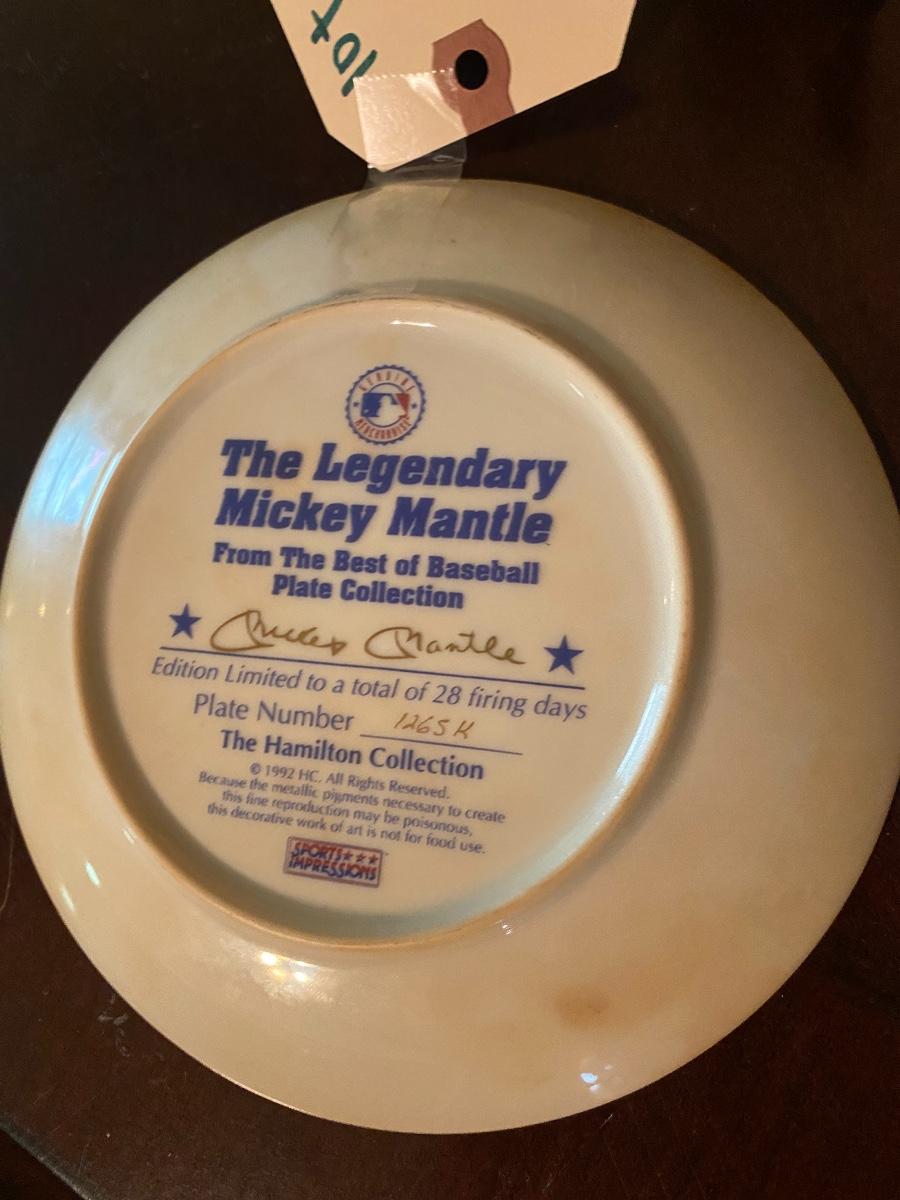 GENUINE
MERCHANDISE
The Legendary
Mickey Mantle
From The Best of Baseball
Plate Collection
Mickey Mantle
Edition Limited to a total of 28 firing days
Plate Number 1265K
The Hamilton Collection
© 1992 HC. All Rights Reserved.
Because the metallic pigments necessary to create
this fine reproduction may be poisonous,
this decorative work of art is not for food use.
SPORTS
IMPRESSIONS